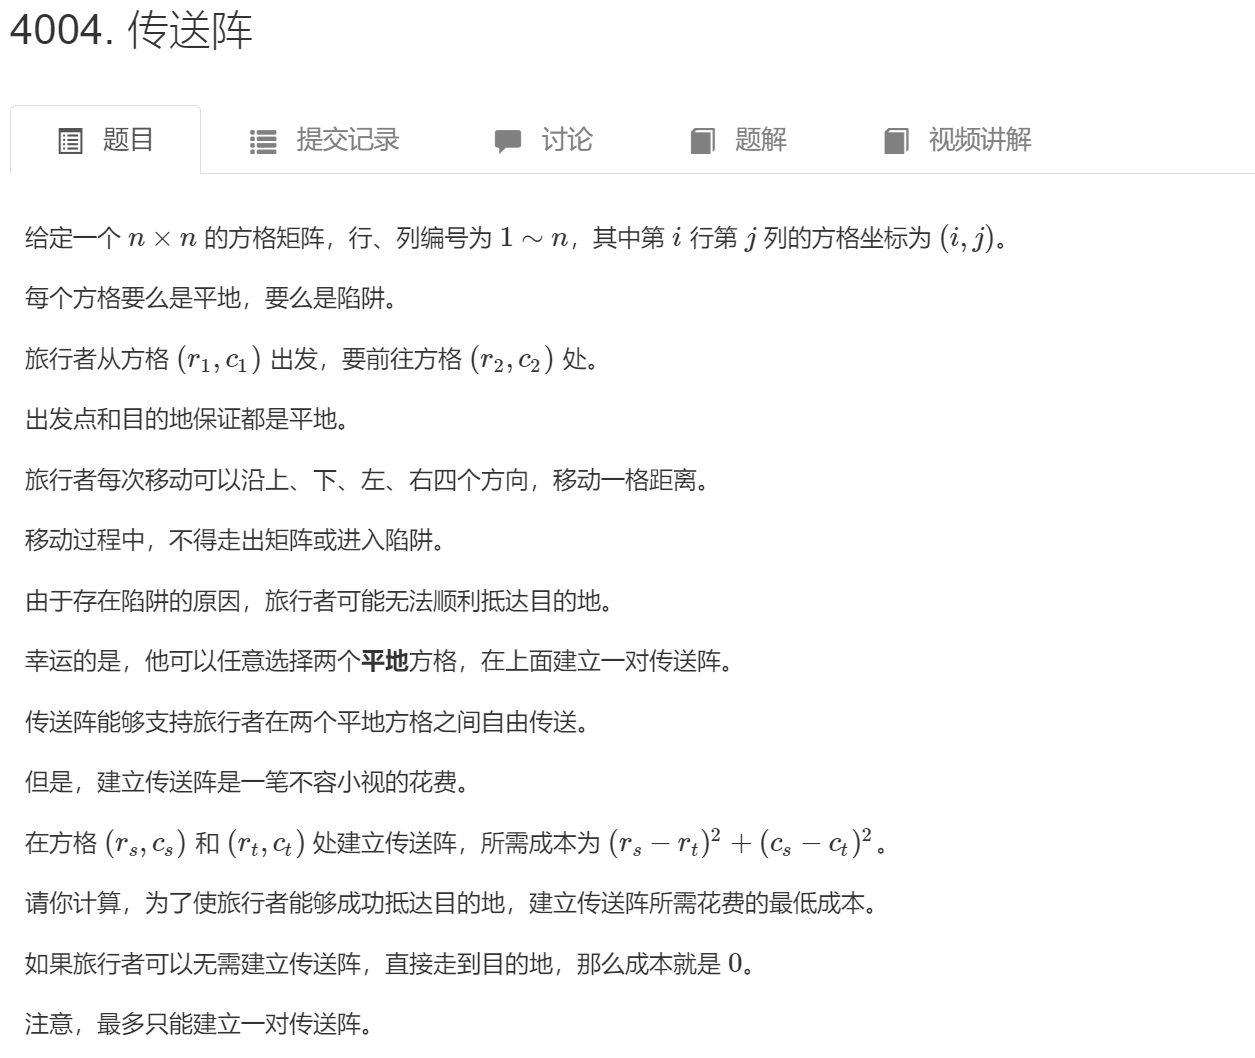 4004. 传送阵
题目 提交记录 讨论 题解 视频讲解
给定一个 n × n 的方格矩阵，行、列编号为 1 ∼ n，其中第 i 行第 j 列的方格坐标为 (i, j)。
每个方格要么是平地，要么是陷阱。
旅行者从方格 (r₁, c₁) 出发，要前往方格 (r₂, c₂) 处。
出发点和目的地保证都是平地。
旅行者每次移动可以沿上、下、左、右四个方向，移动一格距离。
移动过程中，不得走出矩阵或进入陷阱。
由于存在陷阱的原因，旅行者可能无法顺利抵达目的地。
幸运的是，他可以任意选择两个平地方格，在上面建立一对传送阵。
传送阵能够支持旅行者在两个平地方格之间自由传送。
但是，建立传送阵是一笔不容小视的花费。
在方格 (rₛ, cₛ) 和 (rₜ, cₜ) 处建立传送阵，所需成本为 (rₛ − rₜ)² + (cₛ − cₜ)²。
请你计算，为了使旅行者能够成功抵达目的地，建立传送阵所需花费的最低成本。
如果旅行者可以无需建立传送阵，直接走到目的地，那么成本就是 0。
注意，最多只能建立一对传送阵。